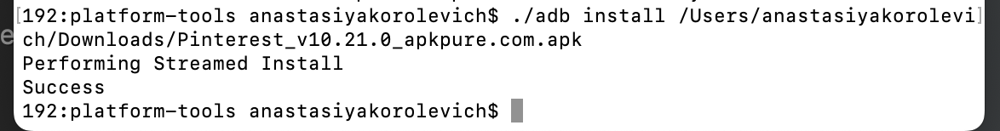 [192:platform-tools anastasiyakorolevich$ ./adb install /Users/anastasiyakorolevi]
ch/Downloads/Pinterest_v10.21.0_apkpure.com.apk
Performing Streamed Install
Success
192:platform-tools anastasiyakorolevich$